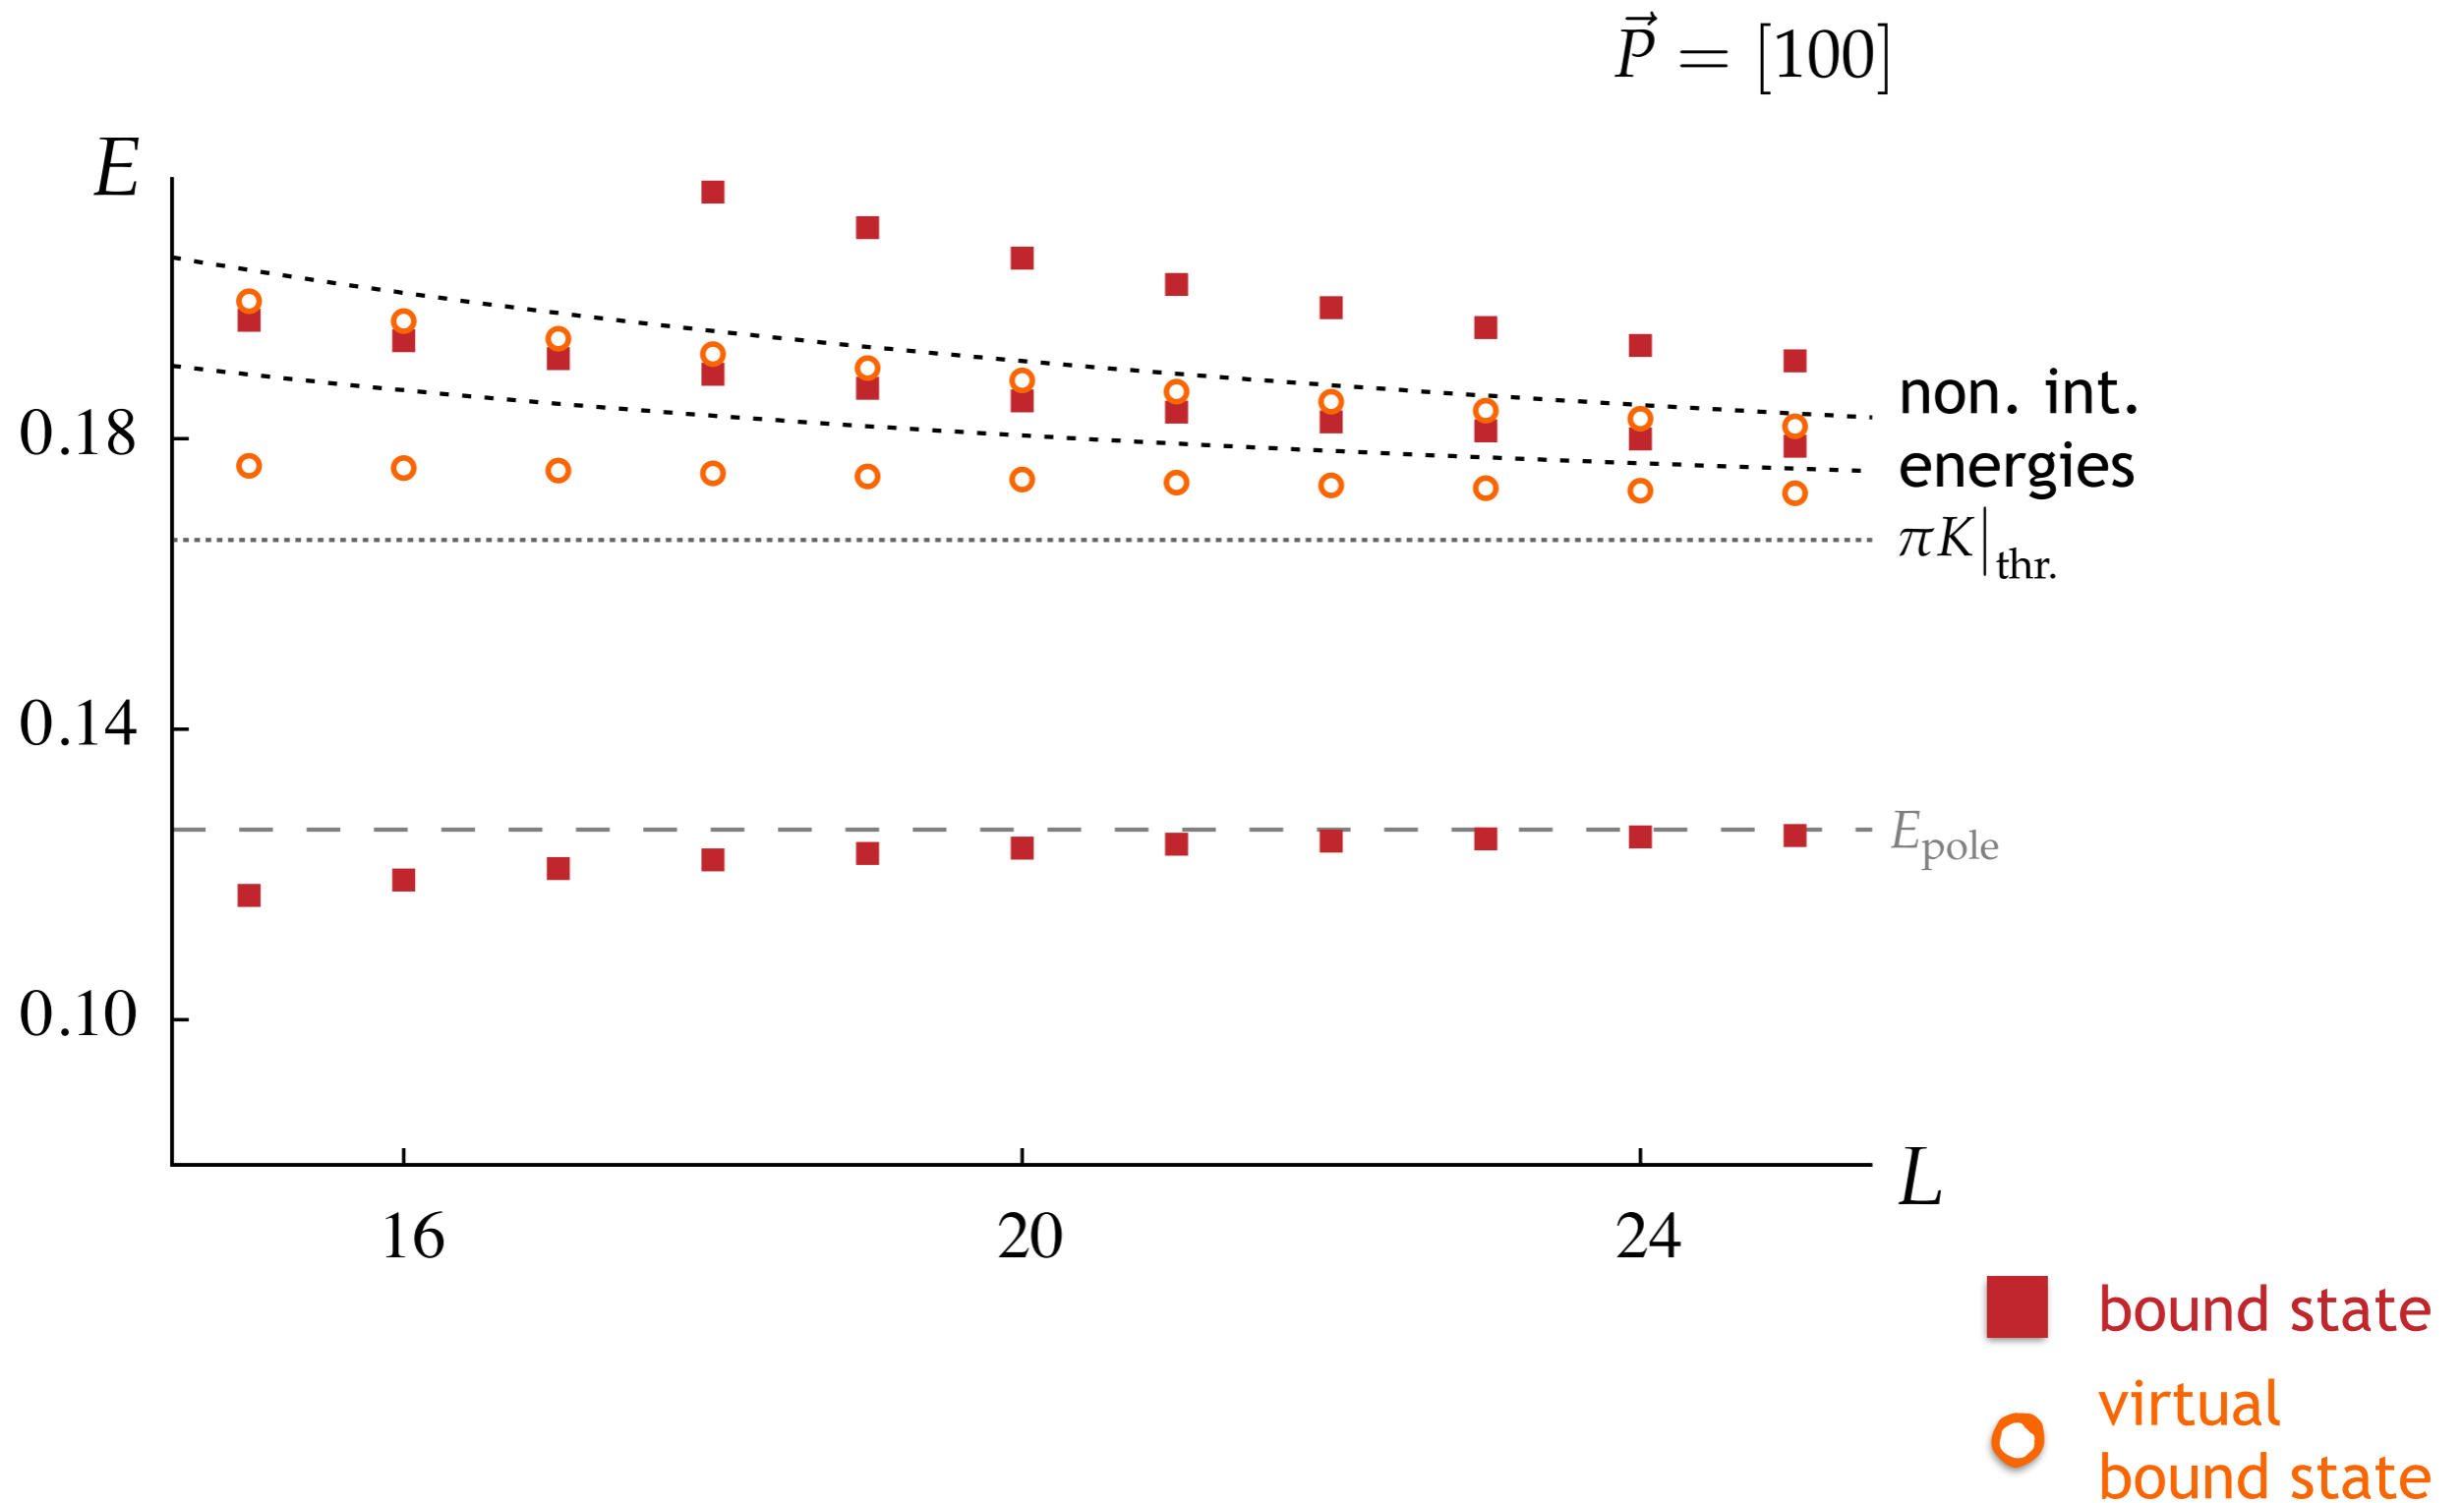 P⃗ = [100]
E
non. int.
0.18
energies
πK|thr.
0.14
Epole
0.10
L
16 20 24
bound state
virtual
bound state